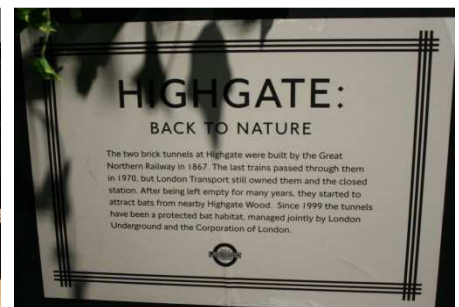 HIGHGATE:
BACK TO NATURE
The two brick tunnels at Highgate were built by the Great
Northern Railway in 1867. The last trains passed through them
in 1970, but London Transport still owned them and the closed
station. After being left empty for many years, they started to
attract bats from nearby Highgate Wood. Since 1999 the tunnels
have been a protected bat habitat, managed jointly by London
Underground and the Corporation of London.